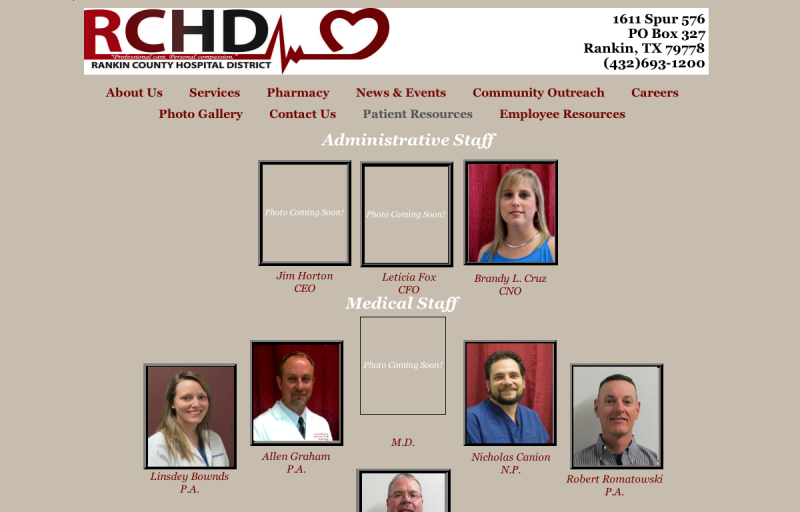 RCHD
"Professional care. Personal compassion."
RANKIN COUNTY HOSPITAL DISTRICT
1611 Spur 576
PO Box 327
Rankin, TX 79778
(432)693-1200
About Us Services Pharmacy News & Events Community Outreach Careers
Photo Gallery Contact Us Patient Resources Employee Resources
Administrative Staff
Photo Coming Soon!
Photo Coming Soon!
Jim Horton
CEO
Leticia Fox
CFO
Brandy L. Cruz
CNO
Medical Staff
Photo Coming Soon!
Linsdey Bownds
P.A.
Allen Graham
P.A.
M.D.
Nicholas Canion
N.P.
Robert Romatowski
P.A.